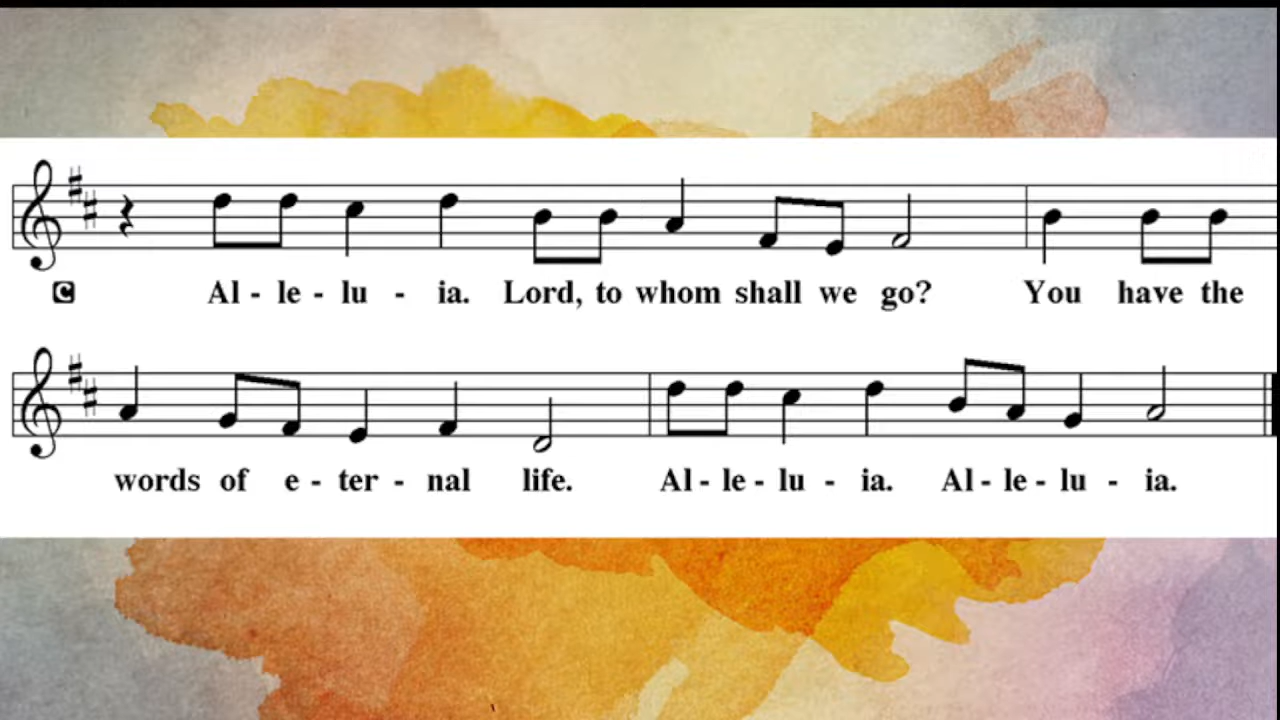 C Al - le - lu - ia. Lord, to whom shall we go? You have the
words of e - ter - nal life. Al - le - lu - ia. Al - le - lu - ia.